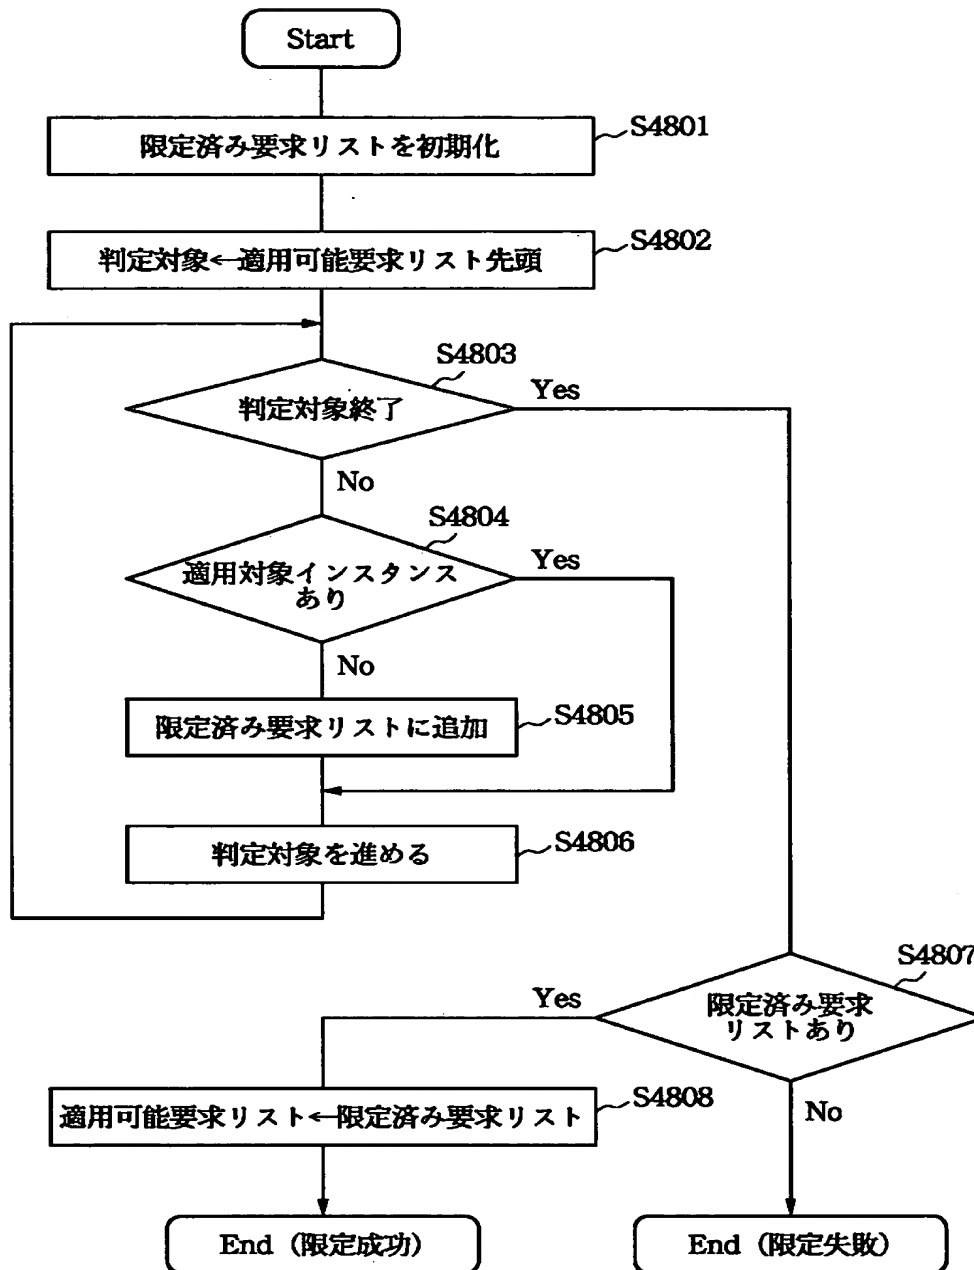 Start
S4801
限定済み要求リストを初期化
S4802
判定対象←適用可能要求リスト先頭
S4803
判定対象終了
Yes
No
S4804
適用対象インスタンス
あり
Yes
No
S4805
限定済み要求リストに追加
S4806
判定対象を進める
S4807
限定済み要求
リストあり
Yes
No
S4808
適用可能要求リスト←限定済み要求リスト
End（限定成功）
End（限定失敗）